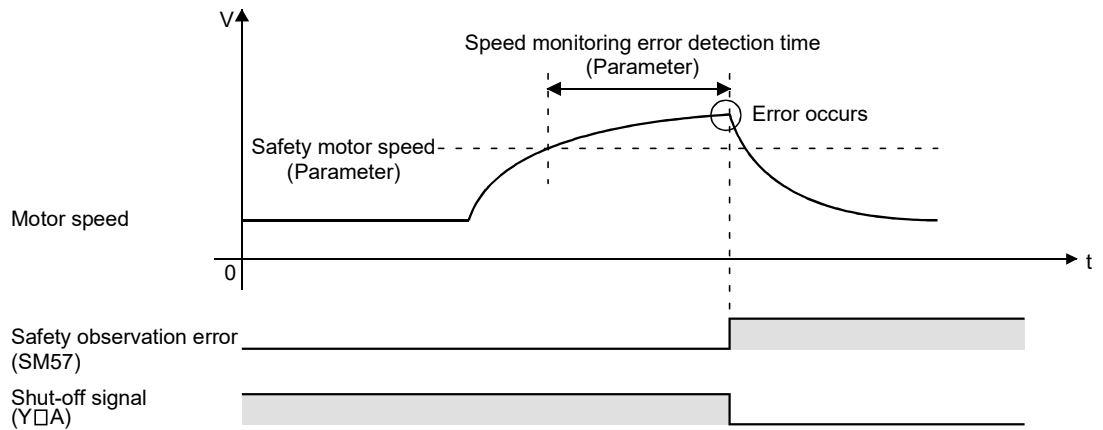 V
Speed monitoring error detection time
(Parameter)
Error occurs
Safety motor speed
(Parameter)
Motor speed
0
t
Safety observation error
(SM57)
Shut-off signal
(Y□A)